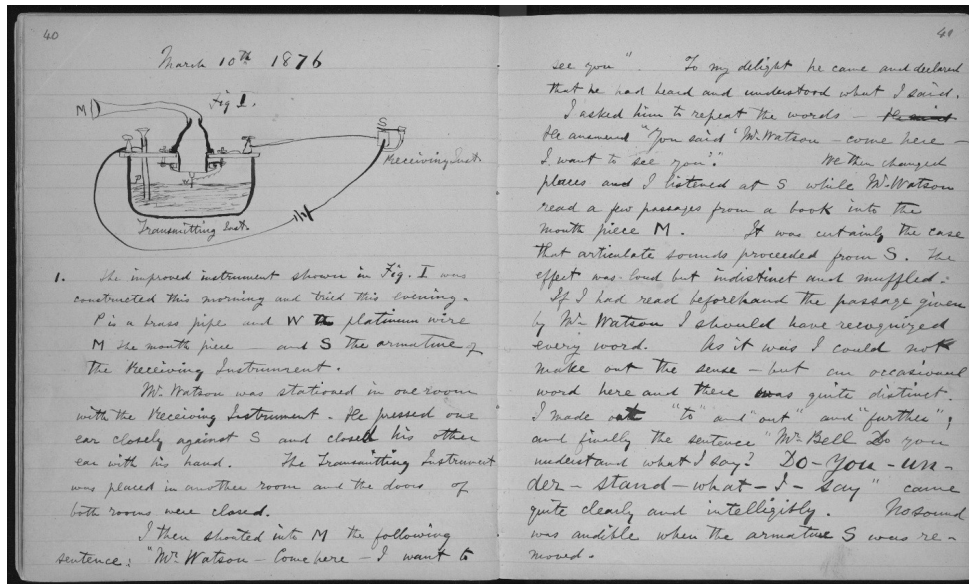 40
March 10th 1876
Fig 1.
M
S
Receiving Inst.
P
W
Transmitting Inst.
1. The improved instrument shown in Fig. I was
constructed this morning and tried this evening.
P is a brass pipe and W the platinum wire
M the mouth piece — and S the armature of
the Receiving Instrument.
Mr. Watson was stationed in one room
with the Receiving Instrument. He pressed one
ear closely against S and closed his other
ear with his hand. The Transmitting Instrument
was placed in another room and the doors of
both rooms were closed.
I then shouted into M the following
sentence: "Mr. Watson — Come here — I want to
41
see you". To my delight he came and declared
that he had heard and understood what I said.
I asked him to repeat the words —
He answered "You said 'Mr. Watson — come here —
I want to see you'." We then changed
places and I listened at S while Mr. Watson
read a few passages from a book into the
mouth piece M. It was certainly the case
that articulate sounds proceeded from S. The
effect was loud but indistinct and muffled.
If I had read beforehand the passage given
by Mr. Watson I should have recognized
every word. As it was I could not
make out the sense — but an occasional
word here and there was quite distinct.
I made out "to" and "out" and "further";
and finally the sentence "Mr. Bell Do you
understand what I say? Do – you – un –
der – stand – what – I – say" came
quite clearly and intelligibly. No sound
was audible when the armature S was re-
moved.